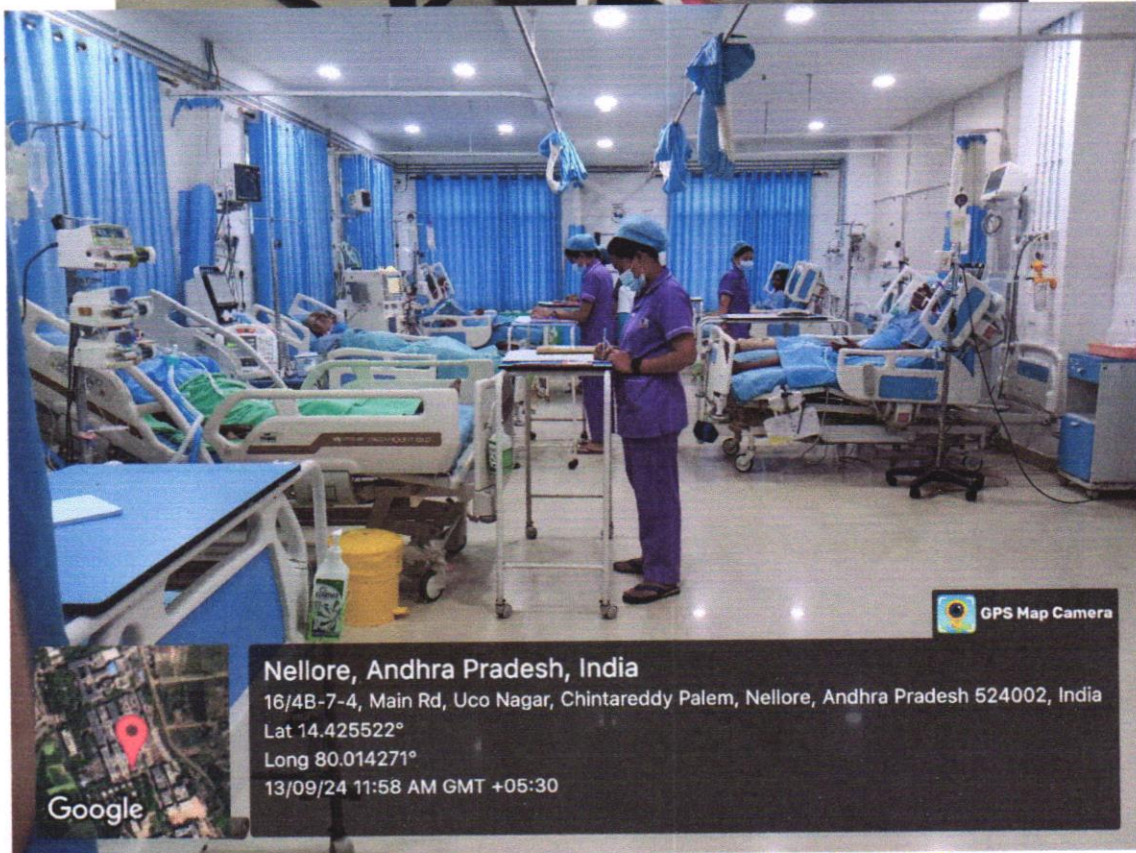 GPS Map Camera
Nellore, Andhra Pradesh, India
16/4B-7-4, Main Rd, Uco Nagar, Chintareddy Palem, Nellore, Andhra Pradesh 524002, India
Lat 14.425522°
Long 80.014271°
13/09/24 11:58 AM GMT +05:30
Google